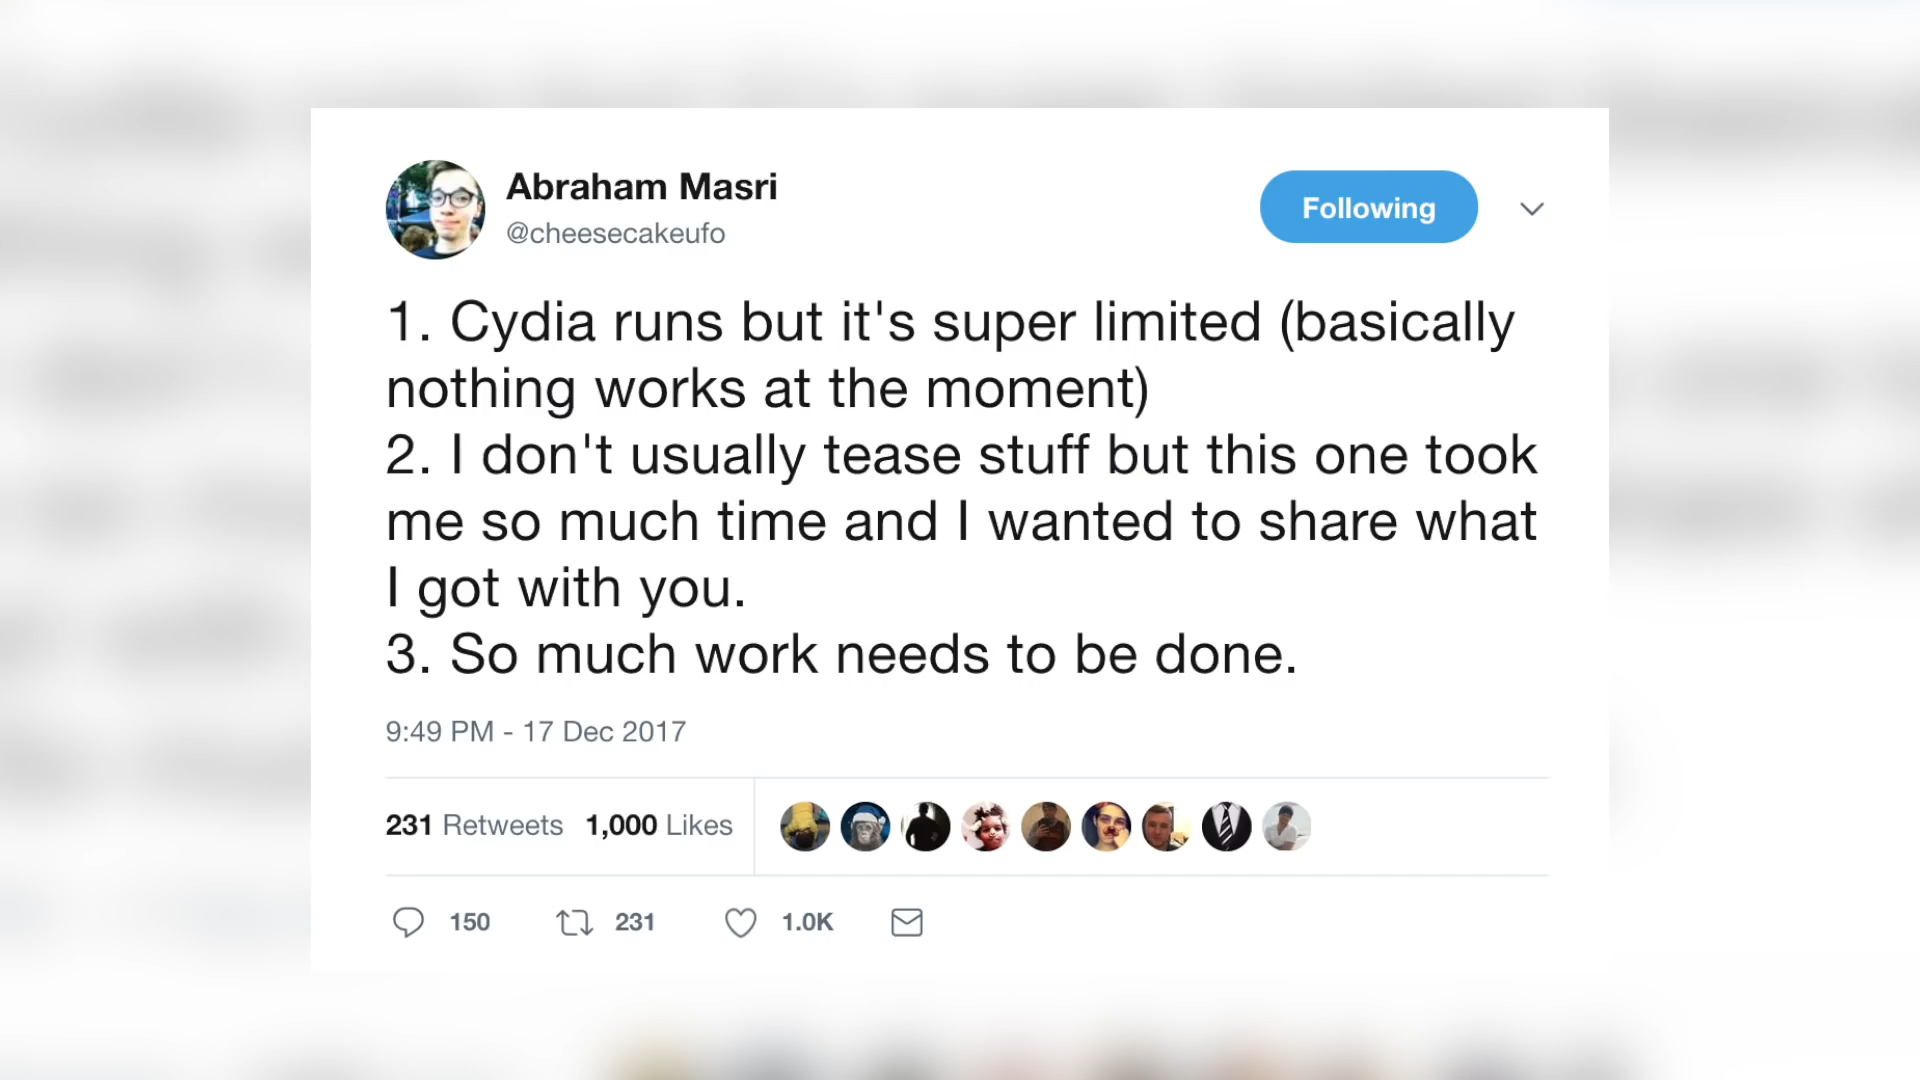 Abraham Masri
@cheesecakeufo
Following
1. Cydia runs but it's super limited (basically
nothing works at the moment)
2. I don't usually tease stuff but this one took
me so much time and I wanted to share what
I got with you.
3. So much work needs to be done.
9:49 PM - 17 Dec 2017
231 Retweets 1,000 Likes
150 231 1.0K